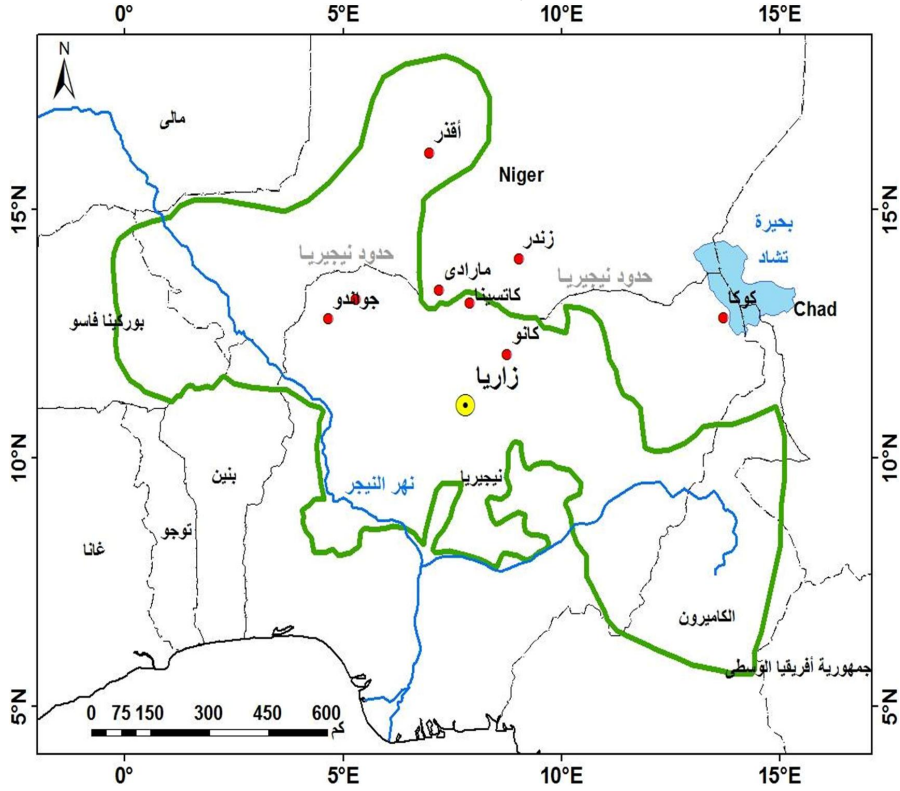 0° 5°E 10°E 15°E
N
مالى
أقذر
Niger
15°N
15°N
بحيرة
تشاد
زندر
حدود نيجيريا
حدود نيجيريا
مارادى
كاتسينا
جواندو
كوكا
Chad
بوركينا فاسو
كانو
زاريا
10°N
10°N
بنين
نهر النيجر
نيجيريا
توجو
غانا
الكاميرون
جمهورية أفريقيا الوسطى
5°N
5°N
0 75 150 300 450 600
كم
0° 5°E 10°E 15°E